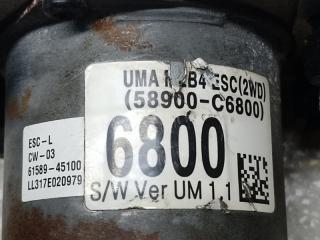 UMA ESC(2WD)
(58900-C6800)
6800
S/W Ver UM 1.1
ESC-L
CW-03
61589-45100
LL317E020979